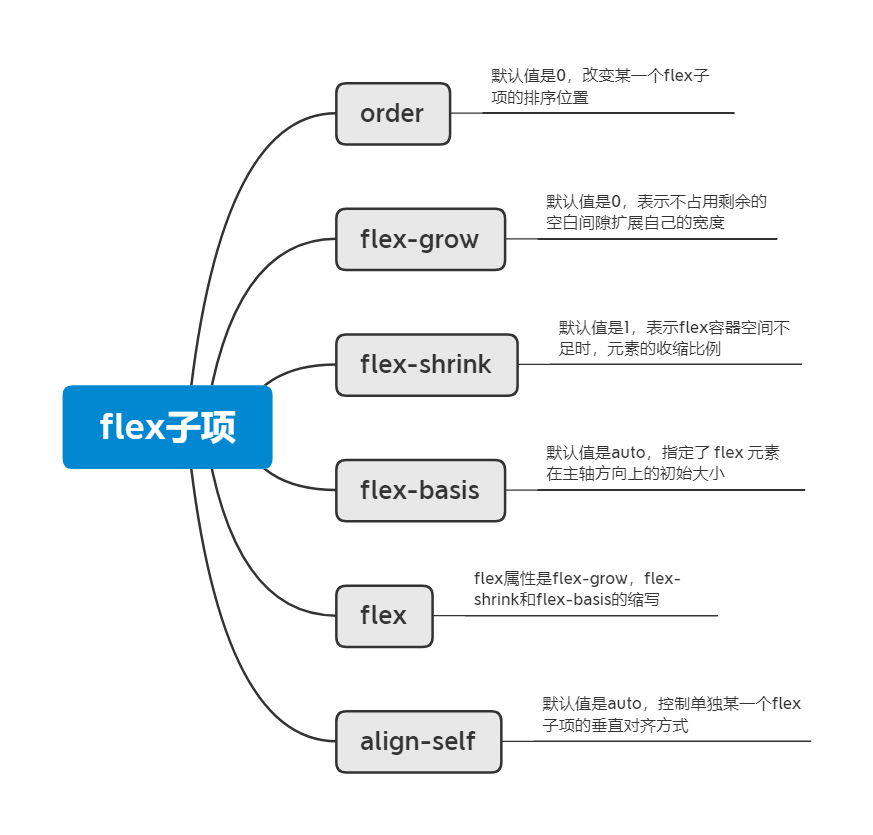 order
默认值是0，改变某一个flex子
项的排序位置
flex-grow
默认值是0，表示不占用剩余的
空白间隙扩展自己的宽度
flex-shrink
默认值是1，表示flex容器空间不
足时，元素的收缩比例
flex子项
flex-basis
默认值是auto，指定了 flex 元素
在主轴方向上的初始大小
flex
flex属性是flex-grow，flex-
shrink和flex-basis的缩写
align-self
默认值是auto，控制单独某一个flex
子项的垂直对齐方式